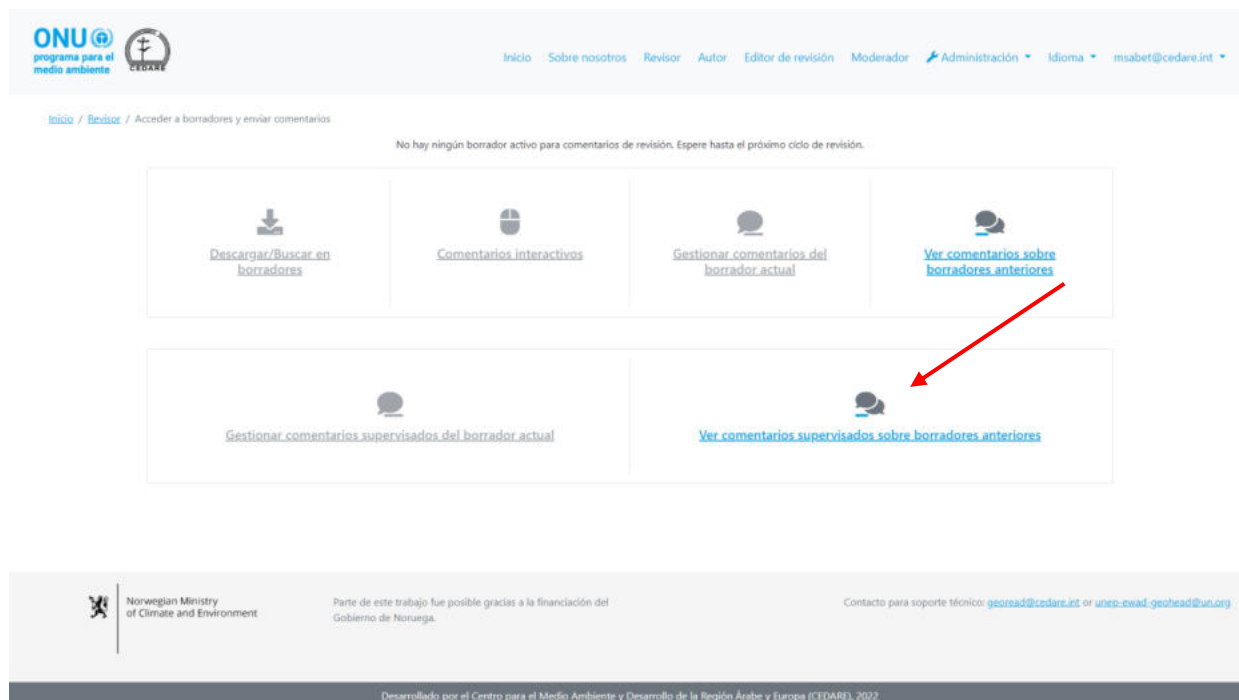 ONU
programa para el
medio ambiente
CEDARE
Inicio Sobre nosotros Revisor Autor Editor de revisión Moderador Administración Idioma msabet@cedare.int
Inicio / Revisor / Acceder a borradores y enviar comentarios
No hay ningún borrador activo para comentarios de revisión. Espere hasta el próximo ciclo de revisión.
Descargar/Buscar en
borradores
Comentarios interactivos
Gestionar comentarios del
borrador actual
Ver comentarios sobre
borradores anteriores
Gestionar comentarios supervisados del borrador actual
Ver comentarios supervisados sobre borradores anteriores
Norwegian Ministry
of Climate and Environment
Parte de este trabajo fue posible gracias a la financiación del
Gobierno de Noruega.
Contacto para soporte técnico: georead@cedare.int or unep-ewad-geohead@un.org
Desarrollado por el Centro para el Medio Ambiente y Desarrollo de la Región Árabe y Europa (CEDARE), 2022